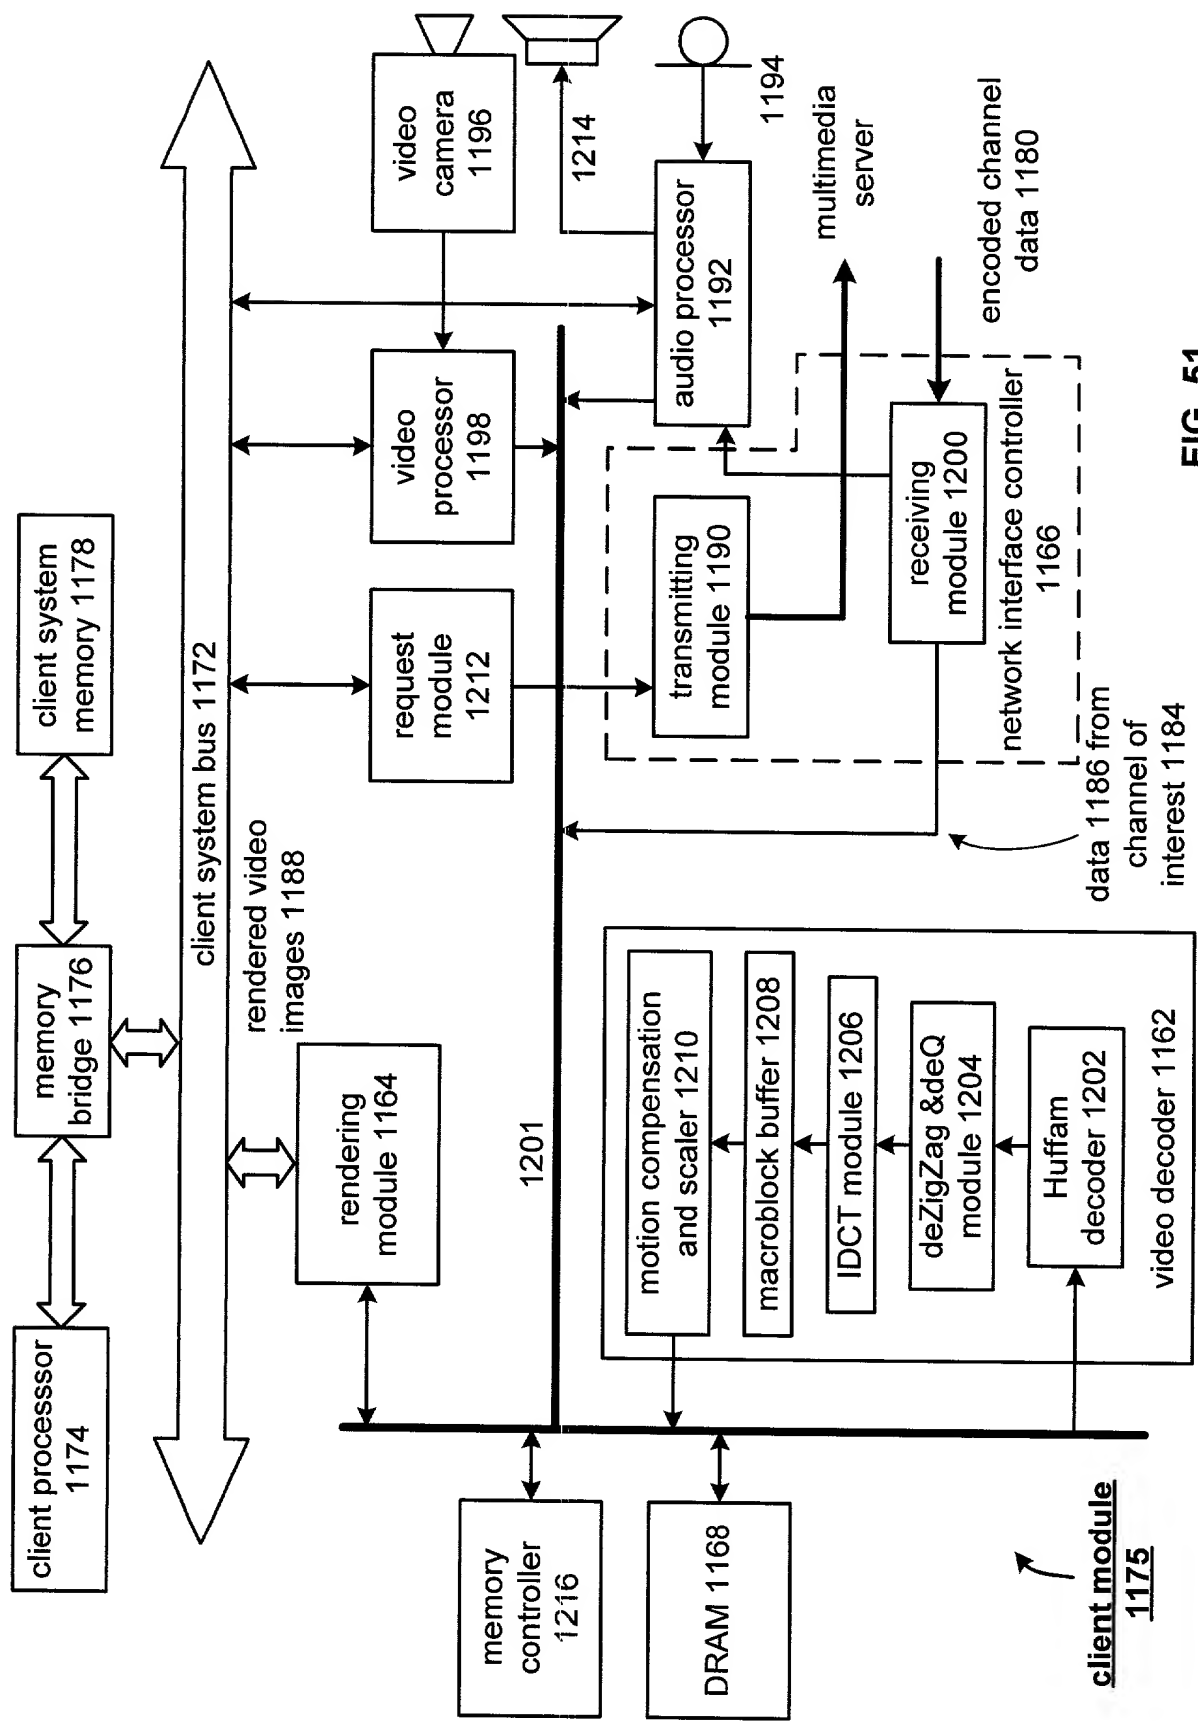 client processsor
1174
memory
bridge 1176
client system
memory 1178
client system bus 1172
rendered video
images 1188
rendering
module 1164
request
module
1212
video
processor
1198
video
camera
1196
1214
1194
audio processor
1192
multimedia
server
encoded channel
data 1180
transmitting
module 1190
receiving
module 1200
network interface controller
1166
data 1186 from
channel of
interest 1184
1201
memory
controller
1216
DRAM 1168
motion compensation
and scaler 1210
macroblock buffer 1208
IDCT module 1206
deZigZag &deQ
module 1204
Huffam
decoder 1202
video decoder 1162
client module
1175
FIG. 51